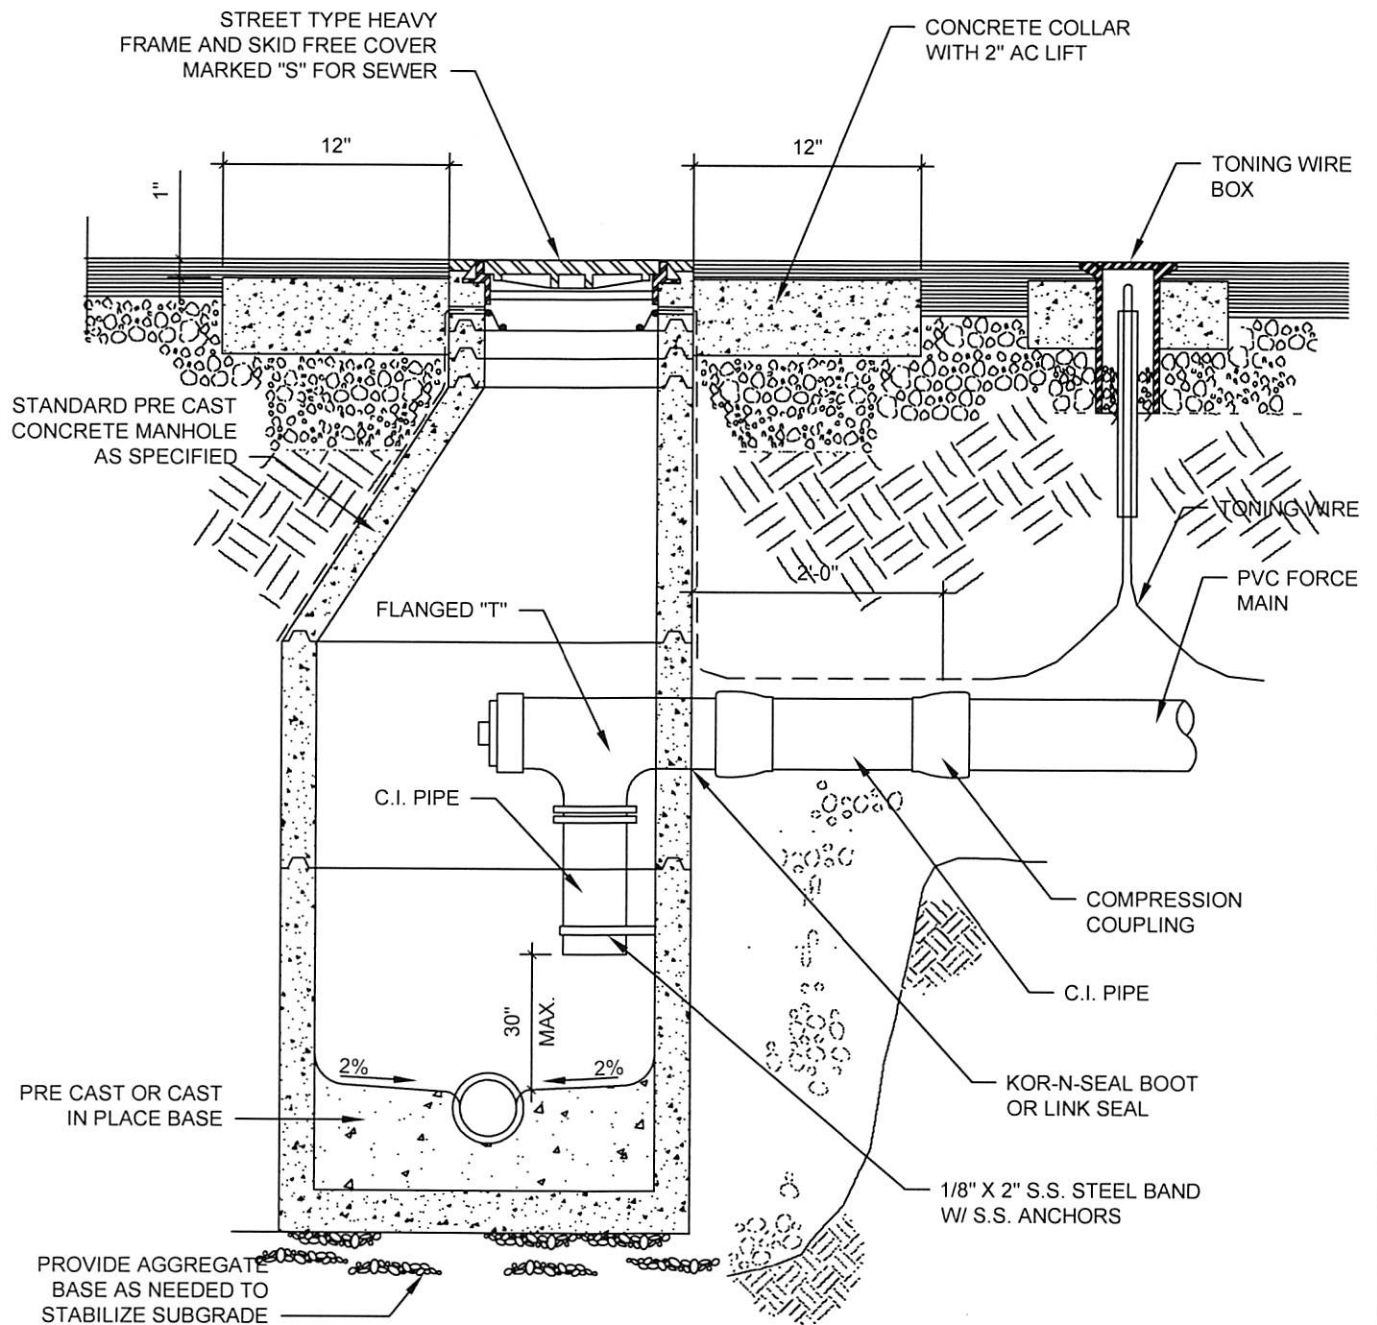 STREET TYPE HEAVY
FRAME AND SKID FREE COVER
MARKED "S" FOR SEWER
CONCRETE COLLAR
WITH 2" AC LIFT
12"
12"
1"
TONING WIRE
BOX
STANDARD PRE CAST
CONCRETE MANHOLE
AS SPECIFIED
TONING WIRE
2'-0"
PVC FORCE
MAIN
FLANGED "T"
C.I. PIPE
COMPRESSION
COUPLING
C.I. PIPE
30"
MAX.
2%
2%
KOR-N-SEAL BOOT
OR LINK SEAL
PRE CAST OR CAST
IN PLACE BASE
1/8" X 2" S.S. STEEL BAND
W/ S.S. ANCHORS
PROVIDE AGGREGATE
BASE AS NEEDED TO
STABILIZE SUBGRADE